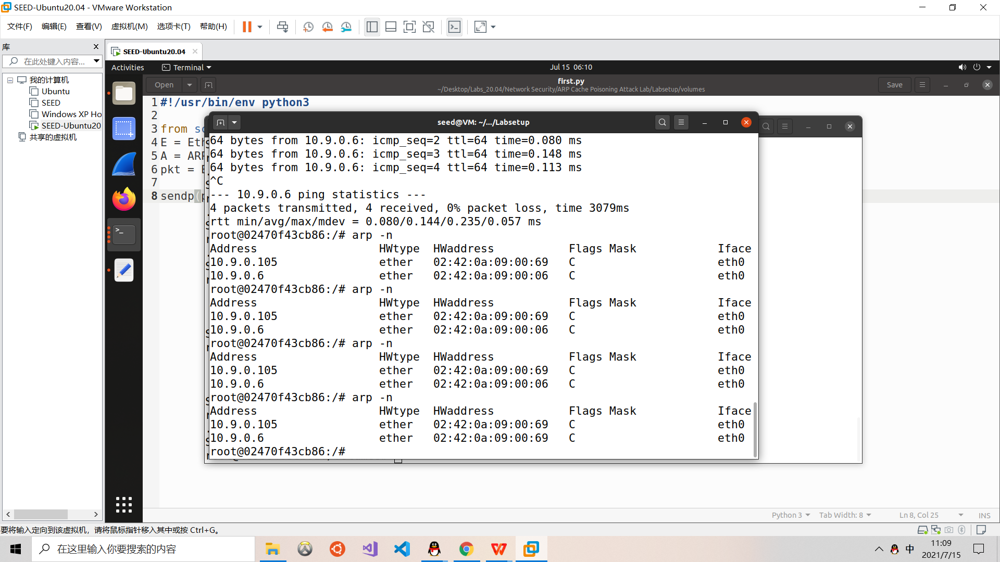 SEED-Ubuntu20.04 - VMware Workstation
文件(F) 编辑(E) 查看(V) 虚拟机(M) 选项卡(T) 帮助(H)
库
在此处键入内容...
我的计算机
Ubuntu
SEED
Windows XP Ho
SEED-Ubuntu20
共享的虚拟机
SEED-Ubuntu20.04
Activities Terminal Jul 15 06:10
Open first.py Save
~/Desktop/Labs_20.04/Network Security/ARP Cache Poisoning Attack Lab/Labsetup/volumes
1 #!/usr/bin/env python3
2
3 from sc
4 E = Eth
5 A = ARP
6 pkt = E
7
8 sendp(p
seed@VM: ~/.../Labsetup
64 bytes from 10.9.0.6: icmp_seq=2 ttl=64 time=0.080 ms
64 bytes from 10.9.0.6: icmp_seq=3 ttl=64 time=0.148 ms
64 bytes from 10.9.0.6: icmp_seq=4 ttl=64 time=0.113 ms
^C
--- 10.9.0.6 ping statistics ---
4 packets transmitted, 4 received, 0% packet loss, time 3079ms
rtt min/avg/max/mdev = 0.080/0.144/0.235/0.057 ms
root@02470f43cb86:/# arp -n
Address HWtype HWaddress Flags Mask Iface
10.9.0.105 ether 02:42:0a:09:00:69 C eth0
10.9.0.6 ether 02:42:0a:09:00:06 C eth0
root@02470f43cb86:/# arp -n
Address HWtype HWaddress Flags Mask Iface
10.9.0.105 ether 02:42:0a:09:00:69 C eth0
10.9.0.6 ether 02:42:0a:09:00:06 C eth0
root@02470f43cb86:/# arp -n
Address HWtype HWaddress Flags Mask Iface
10.9.0.105 ether 02:42:0a:09:00:69 C eth0
10.9.0.6 ether 02:42:0a:09:00:06 C eth0
root@02470f43cb86:/# arp -n
Address HWtype HWaddress Flags Mask Iface
10.9.0.105 ether 02:42:0a:09:00:69 C eth0
10.9.0.6 ether 02:42:0a:09:00:69 C eth0
root@02470f43cb86:/#
Python 3 Tab Width: 8 Ln 8, Col 25 INS
要将输入定向到该虚拟机，请将鼠标指针移入其中或按 Ctrl+G。
在这里输入你要搜索的内容
中
11:09
2021/7/15